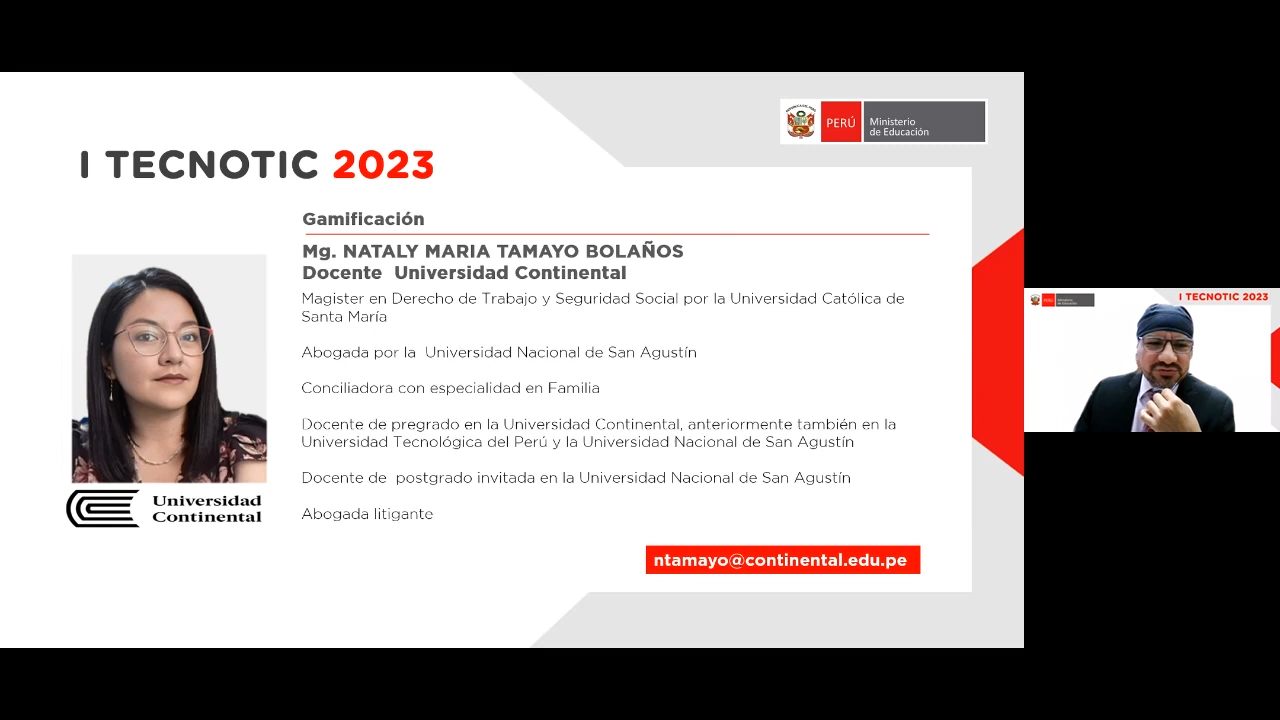 PERÚ
Ministerio
de Educación
I TECNOTIC 2023
Gamificación
Mg. NATALY MARIA TAMAYO BOLAÑOS
Docente Universidad Continental
Magister en Derecho de Trabajo y Seguridad Social por la Universidad Católica de
Santa María
Abogada por la Universidad Nacional de San Agustín
Conciliadora con especialidad en Familia
Docente de pregrado en la Universidad Continental, anteriormente también en la
Universidad Tecnológica del Perú y la Universidad Nacional de San Agustín
Docente de postgrado invitada en la Universidad Nacional de San Agustín
Abogada litigante
Universidad
Continental
ntamayo@continental.edu.pe
PERÚ
Ministerio
de Educación
I TECNOTIC 2023